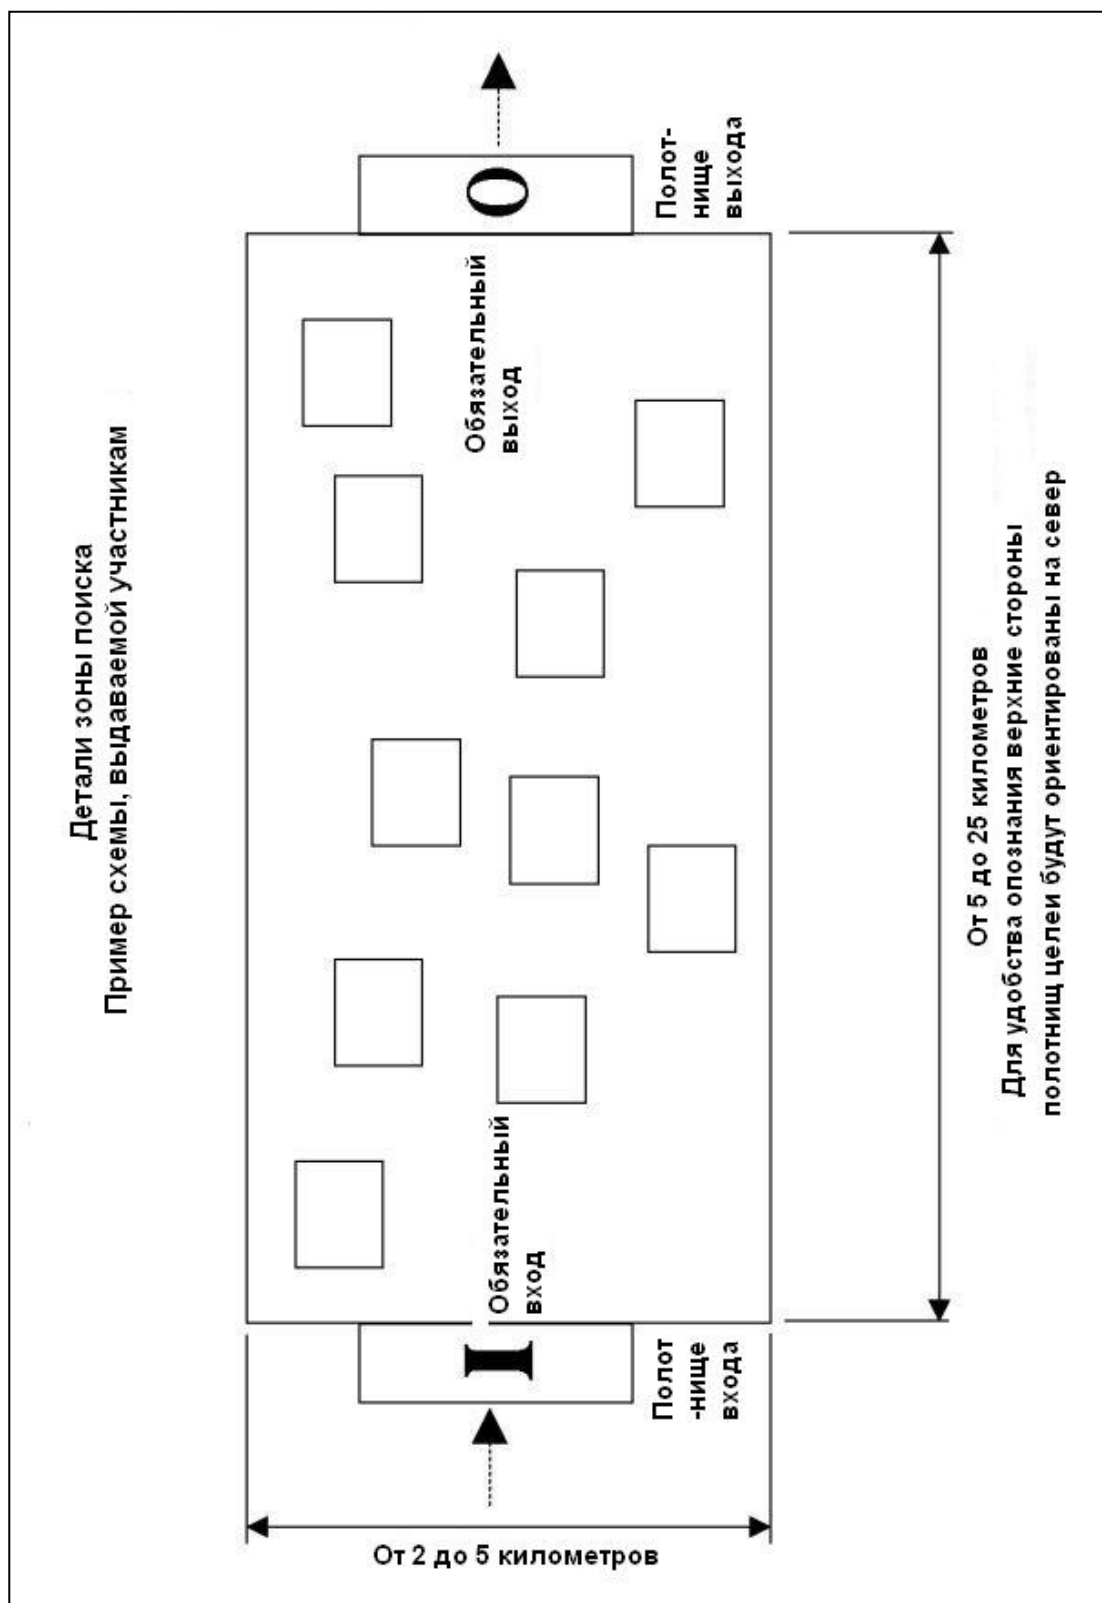 Детали зоны поиска
Пример схемы, выдаваемой участникам
I
Полот
-нище
входа
Обязательный
вход
Обязательный
выход
O
Полот-
нище
выхода
От 2 до 5 километров
От 5 до 25 километров
Для удобства опознания верхние стороны
полотнищ целей будут ориентированы на север